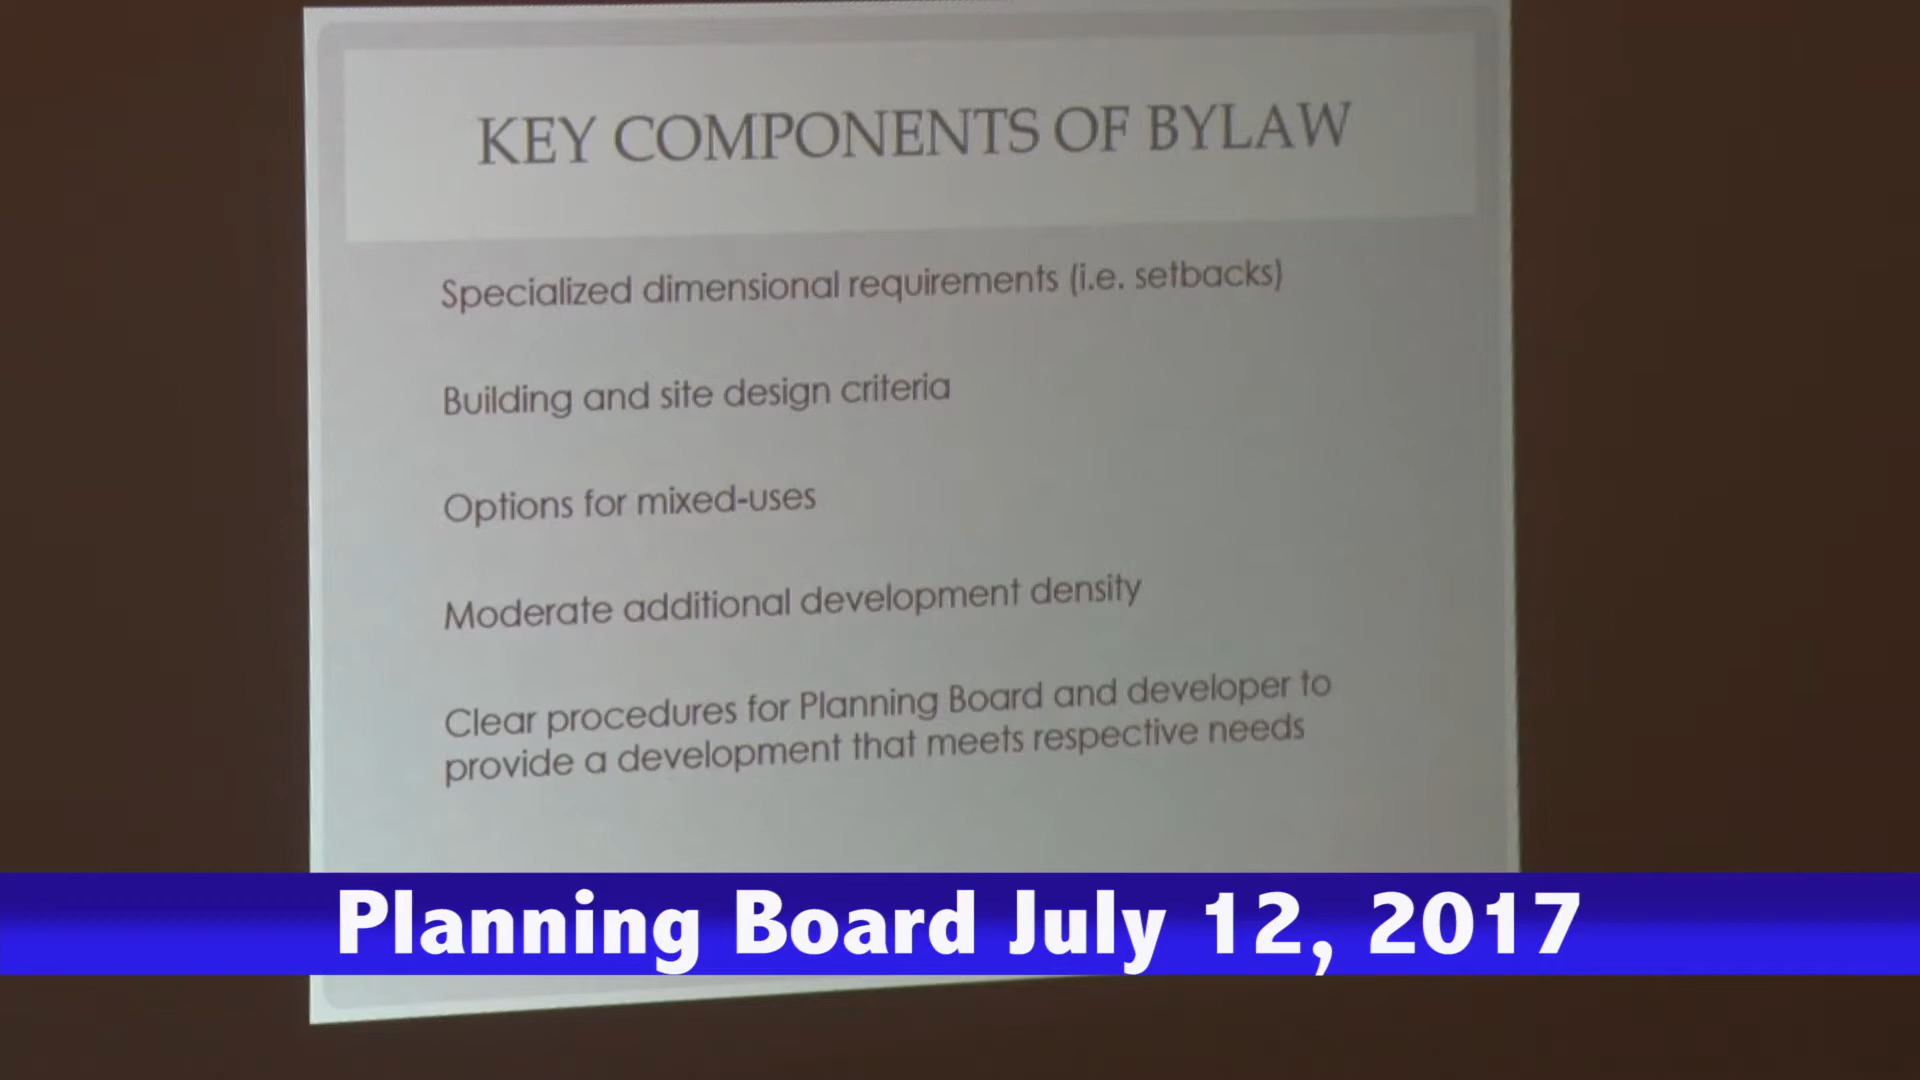 KEY COMPONENTS OF BYLAW
Specialized dimensional requirements (i.e. setbacks)
Building and site design criteria
Options for mixed-uses
Moderate additional development density
Clear procedures for Planning Board and developer to
provide a development that meets respective needs
Planning Board July 12, 2017